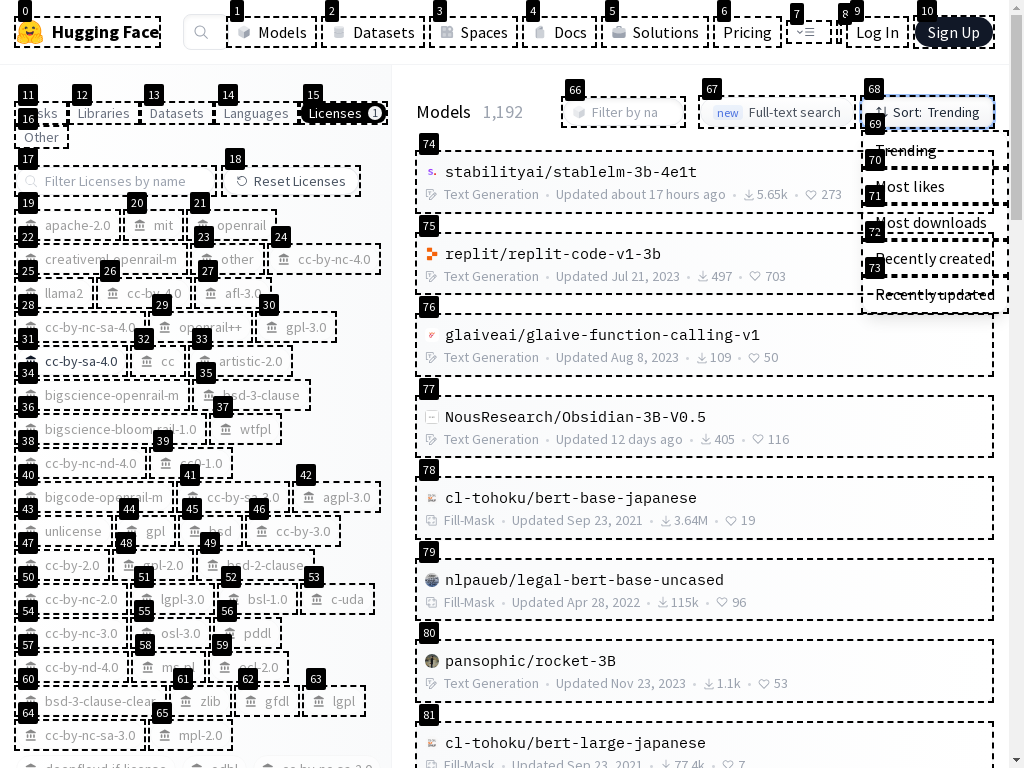 0 1 2 3 4 5 6 7 8 9 10
Hugging Face Models Datasets Spaces Docs Solutions Pricing Log In Sign Up
11 12 13 14 15
Libraries Datasets Languages Licenses 1
16
Other
17 18
Filter Licenses by name Reset Licenses
19 20 21
apache-2.0 mit openrail
22 23 24
creativeml-openrail-m other cc-by-nc-4.0
25 26 27
llama2 cc-by-4.0 afl-3.0
28 29 30
cc-by-nc-sa-4.0 openrail++ gpl-3.0
31 32 33
cc-by-sa-4.0 cc artistic-2.0
34 35
bigscience-openrail-m bsd-3-clause
36 37
bigscience-bloom-rail-1.0 wtfpl
38 39
cc-by-nc-nd-4.0 cc0-1.0
40 41 42
bigcode-openrail-m cc-by-sa-3.0 agpl-3.0
43 44 45 46
unlicense gpl bsd cc-by-3.0
47 48 49
cc-by-2.0 gpl-2.0 bsd-2-clause
50 51 52 53
cc-by-nc-2.0 lgpl-3.0 bsl-1.0 c-uda
54 55 56
cc-by-nc-3.0 osl-3.0 pddl
57 58 59
cc-by-nd-4.0 ms-pl ecl-2.0
60 61 62 63
bsd-3-clause-clear zlib gfdl lgpl
64 65
cc-by-nc-sa-3.0 mpl-2.0
deepfloyd-if-license odbl cc-by-nc-sa-2.0
66 67 68
Models 1,192 Filter by na new Full-text search Sort: Trending
69
Trending
70
Most likes
71
Most downloads
72
Recently created
73
Recently updated
74
stabilityai/stablelm-3b-4e1t
Text Generation • Updated about 17 hours ago • 5.65k • 273
75
replit/replit-code-v1-3b
Text Generation • Updated Jul 21, 2023 • 497 • 703
76
glaiveai/glaive-function-calling-v1
Text Generation • Updated Aug 8, 2023 • 109 • 50
77
NousResearch/Obsidian-3B-V0.5
Text Generation • Updated 12 days ago • 405 • 116
78
cl-tohoku/bert-base-japanese
Fill-Mask • Updated Sep 23, 2021 • 3.64M • 19
79
nlpaueb/legal-bert-base-uncased
Fill-Mask • Updated Apr 28, 2022 • 115k • 96
80
pansophic/rocket-3B
Text Generation • Updated Nov 23, 2023 • 1.1k • 53
81
cl-tohoku/bert-large-japanese
Fill-Mask • Updated Sep 23, 2021 • 77.4k • 7